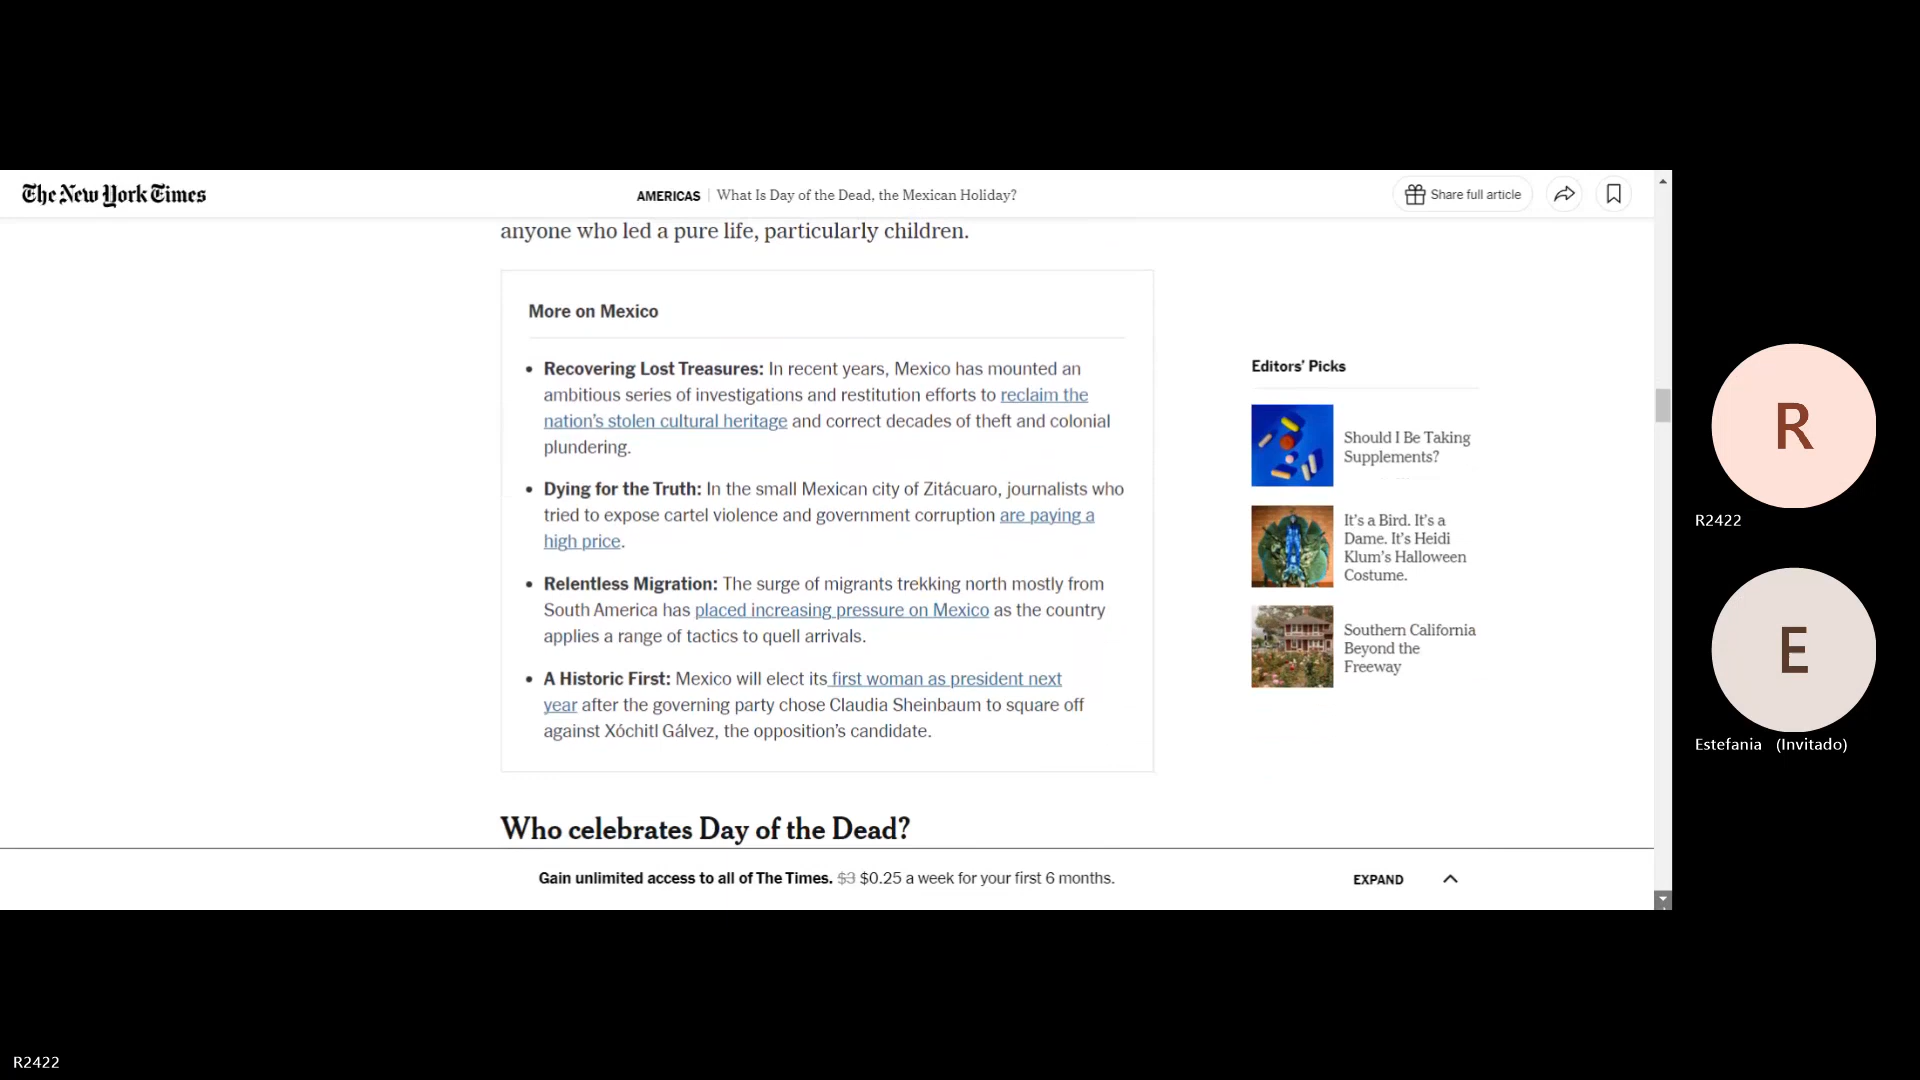 The New York Times
AMERICAS | What Is Day of the Dead, the Mexican Holiday?
Share full article
anyone who led a pure life, particularly children.
More on Mexico
• Recovering Lost Treasures: In recent years, Mexico has mounted an
ambitious series of investigations and restitution efforts to reclaim the
nation’s stolen cultural heritage and correct decades of theft and colonial
plundering.
• Dying for the Truth: In the small Mexican city of Zitácuaro, journalists who
tried to expose cartel violence and government corruption are paying a
high price.
• Relentless Migration: The surge of migrants trekking north mostly from
South America has placed increasing pressure on Mexico as the country
applies a range of tactics to quell arrivals.
• A Historic First: Mexico will elect its first woman as president next
year after the governing party chose Claudia Sheinbaum to square off
against Xóchitl Gálvez, the opposition’s candidate.
Editors’ Picks
Should I Be Taking
Supplements?
It’s a Bird. It’s a
Dame. It’s Heidi
Klum’s Halloween
Costume.
Southern California
Beyond the
Freeway
Who celebrates Day of the Dead?
Gain unlimited access to all of The Times. $3 $0.25 a week for your first 6 months.
EXPAND
R
R2422
E
Estefania (Invitado)
R2422